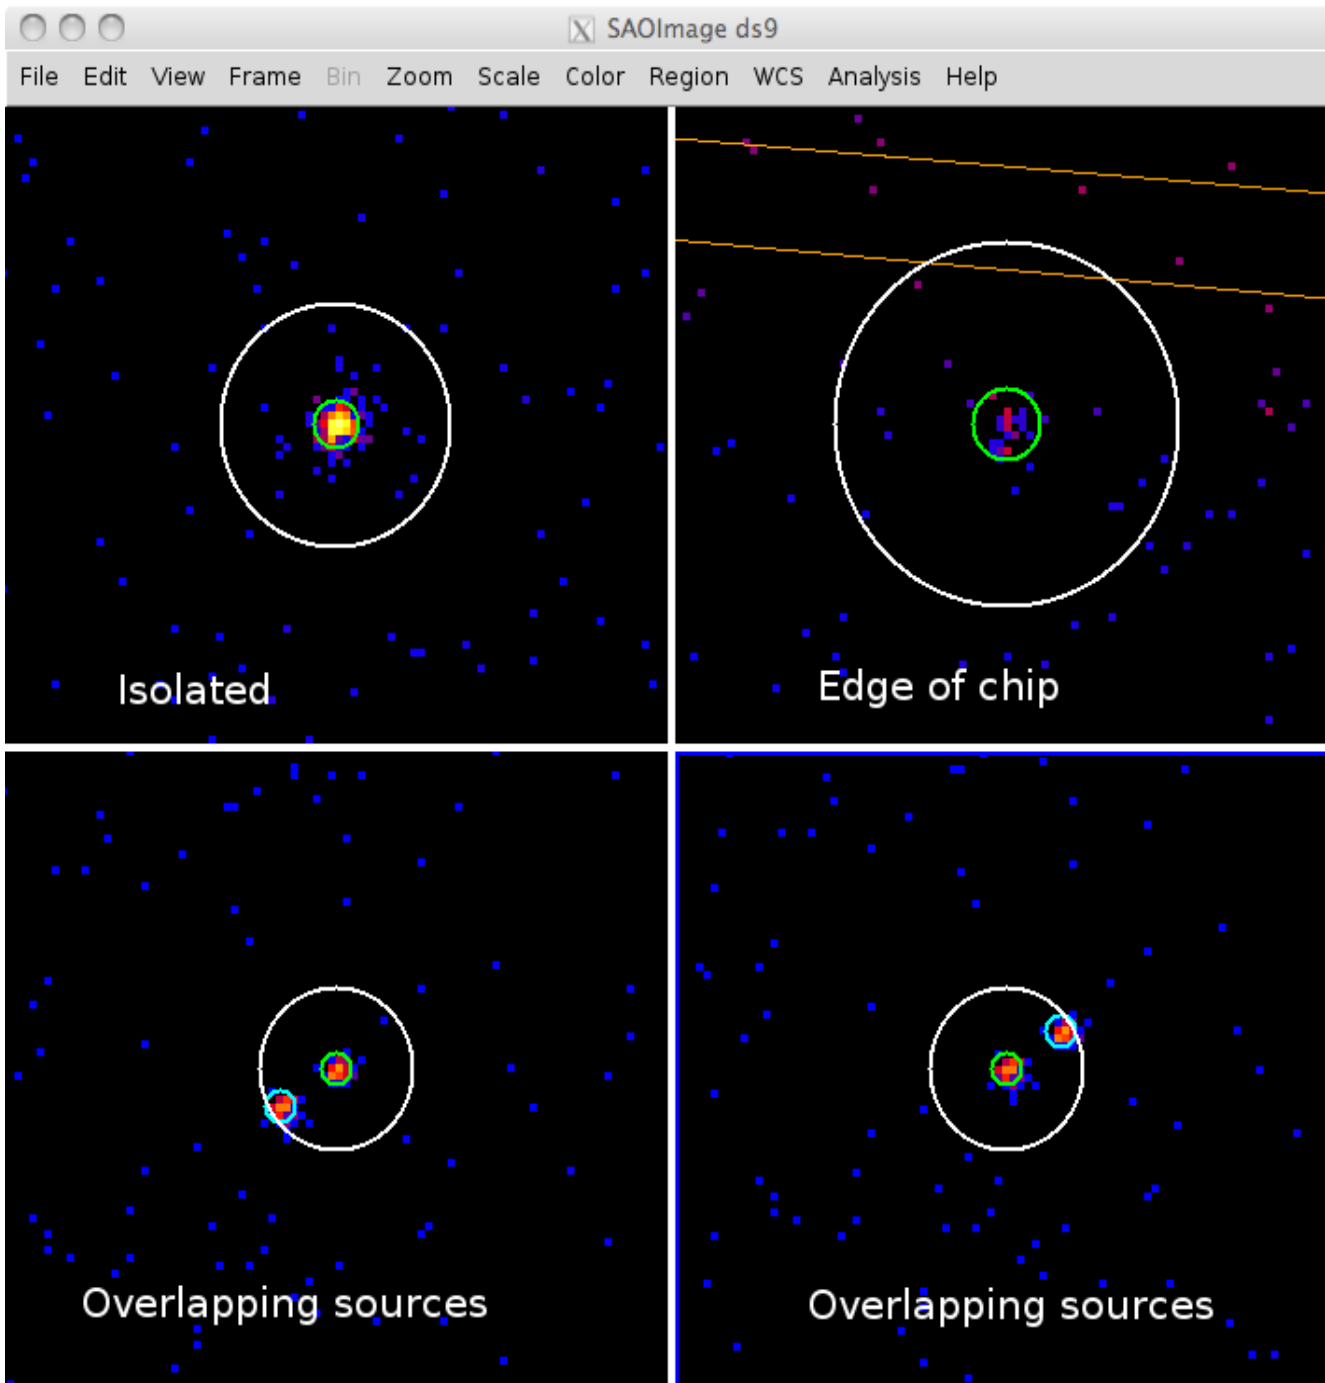 SAOImage ds9
File Edit View Frame Bin Zoom Scale Color Region WCS Analysis Help
Isolated
Edge of chip
Overlapping sources
Overlapping sources